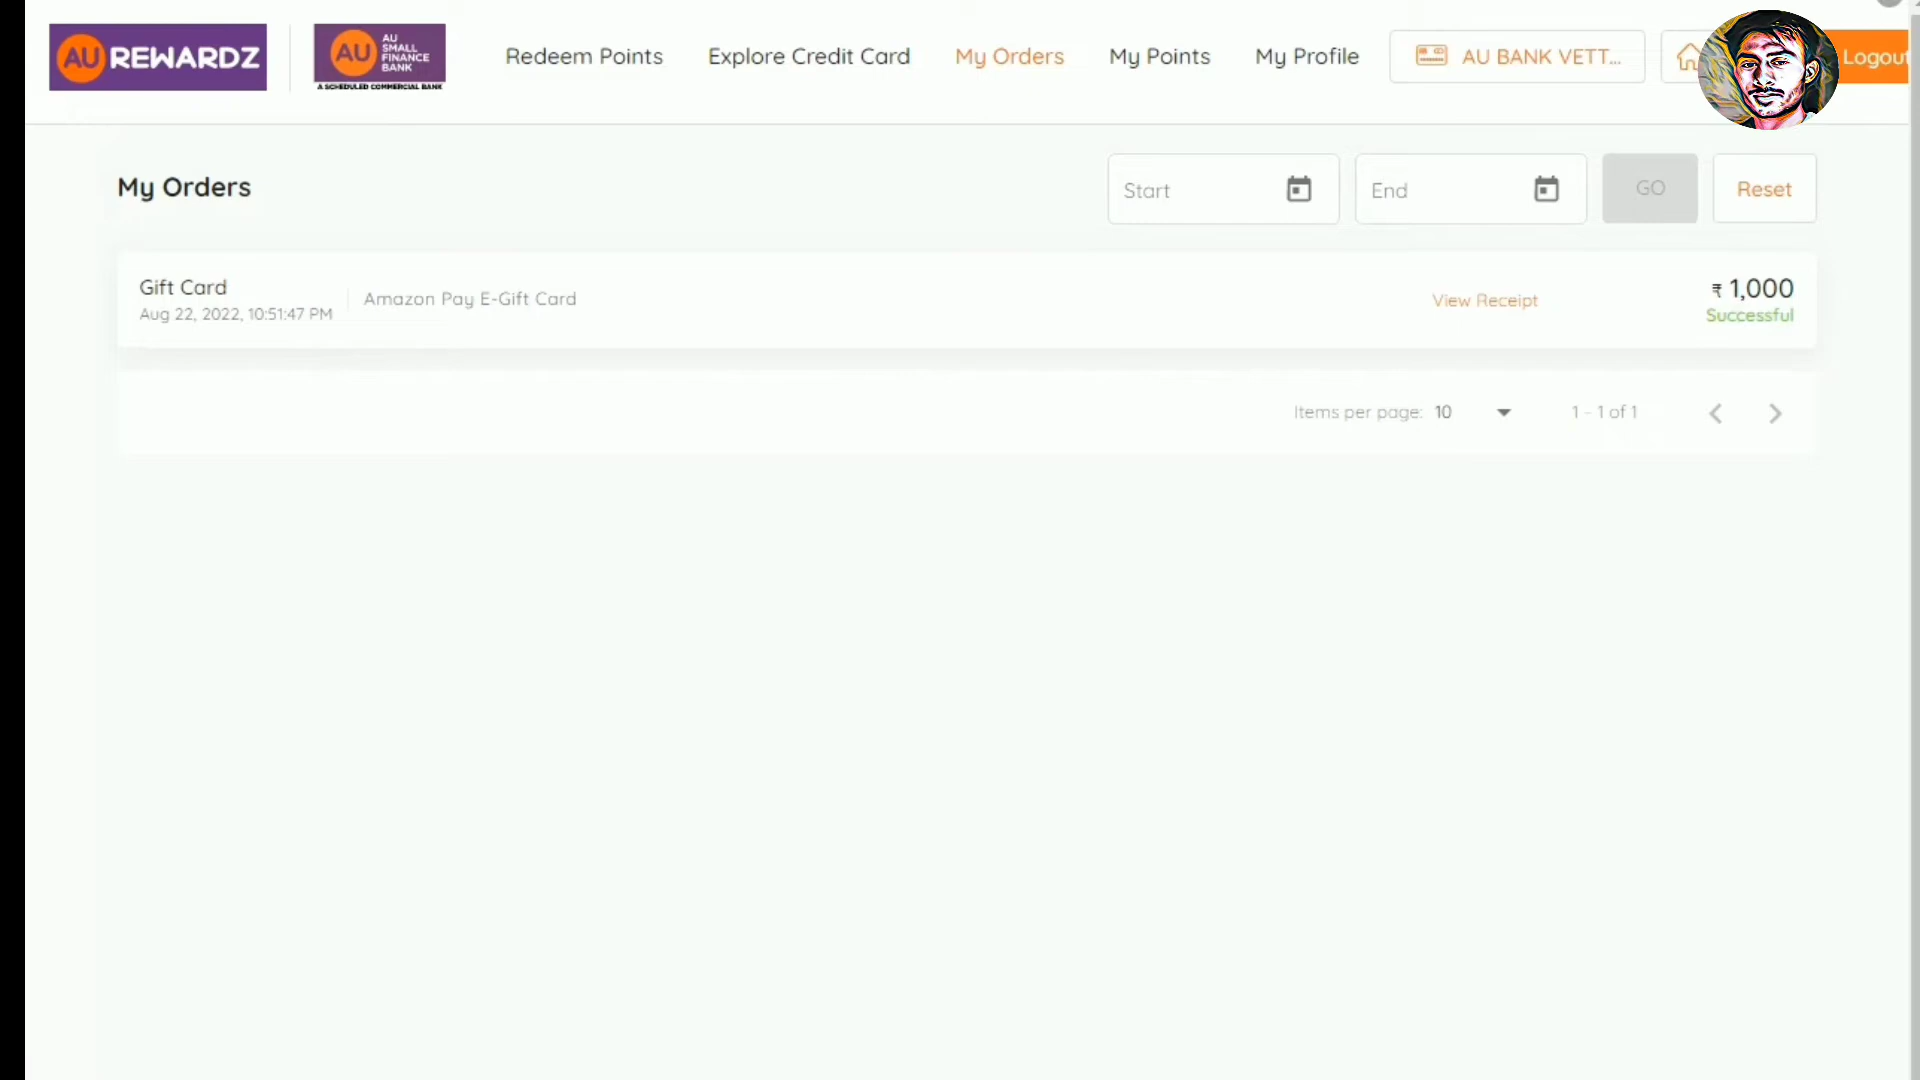 AU REWARDZ
AU
AU
SMALL
FINANCE
BANK
A SCHEDULED COMMERCIAL BANK
Redeem Points
Explore Credit Card
My Orders
My Points
My Profile
AU BANK VETT...
Logout
My Orders
Start
End
GO
Reset
Gift Card
Aug 22, 2022, 10:51:47 PM
Amazon Pay E-Gift Card
View Receipt
₹ 1,000
Successful
Items per page: 10
1 - 1 of 1